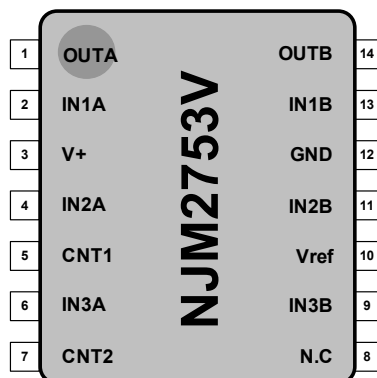 1 OUTA OUTB 14
2 IN1A IN1B 13
3 V+ GND 12
4 IN2A IN2B 11
5 CNT1 Vref 10
6 IN3A IN3B 9
7 CNT2 N.C 8
NJM2753V